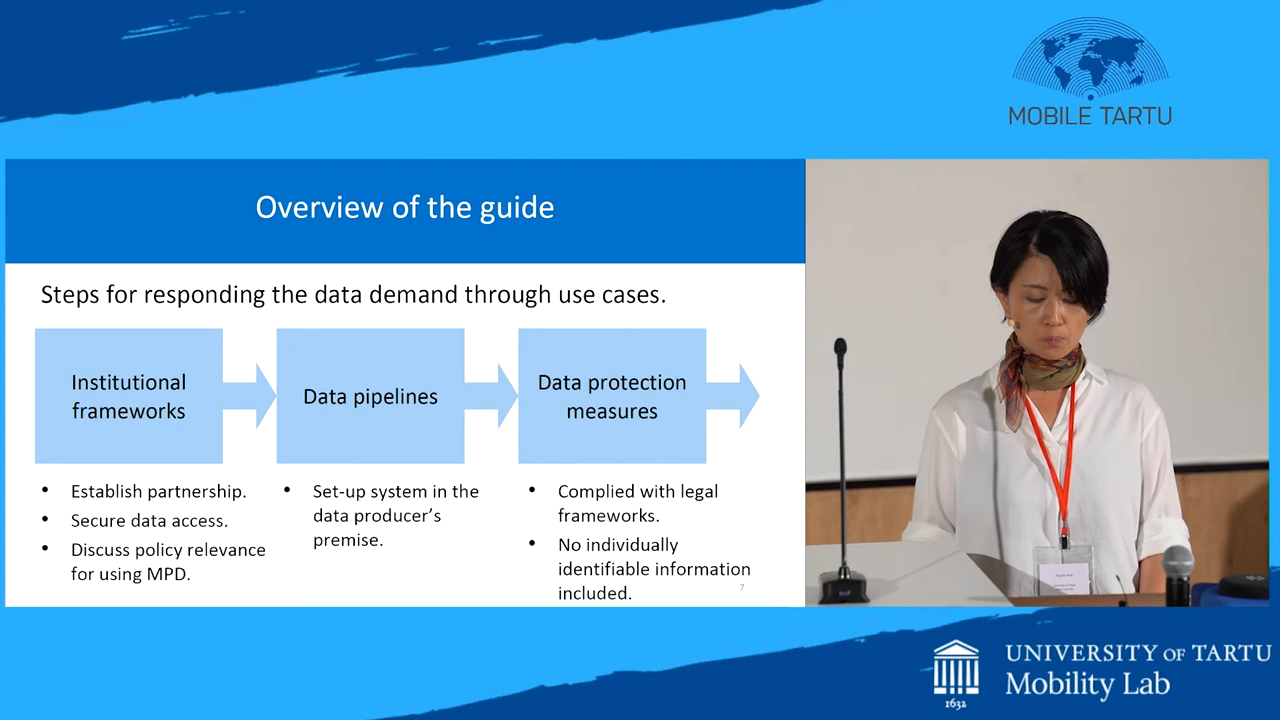 MOBILE TARTU
Overview of the guide
Steps for responding the data demand through use cases.
Institutional
frameworks
Data pipelines
Data protection
measures
• Establish partnership.
• Secure data access.
• Discuss policy relevance
for using MPD.
• Set-up system in the
data producer's
premise.
• Complied with legal
frameworks.
• No individually
identifiable information
included.
7
UNIVERSITY OF TARTU
Mobility Lab
1632